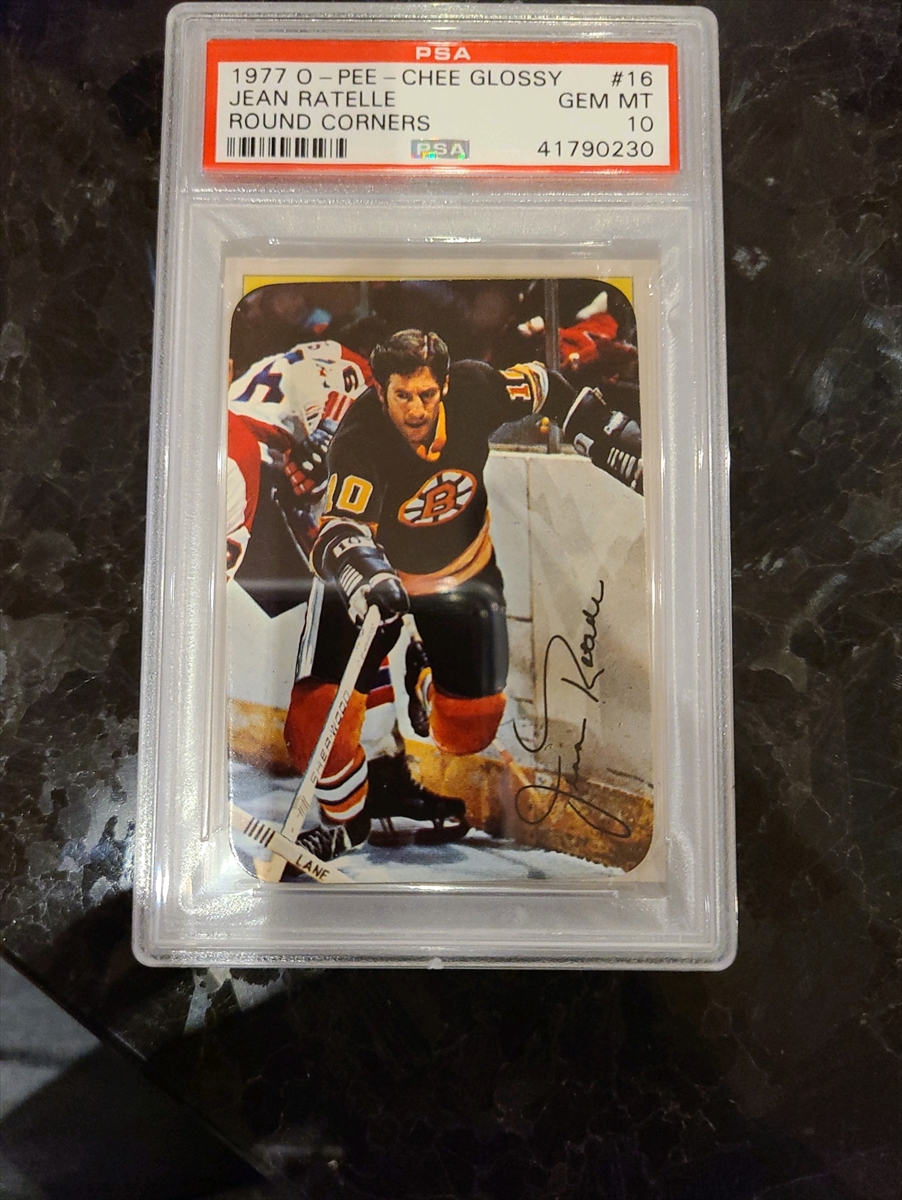 PSA
1977 O-PEE-CHEE GLOSSY #16
JEAN RATELLE GEM MT
ROUND CORNERS 10
PSA 41790230
10
10
B
SHERWOOD
LANE
Jean Ratelle